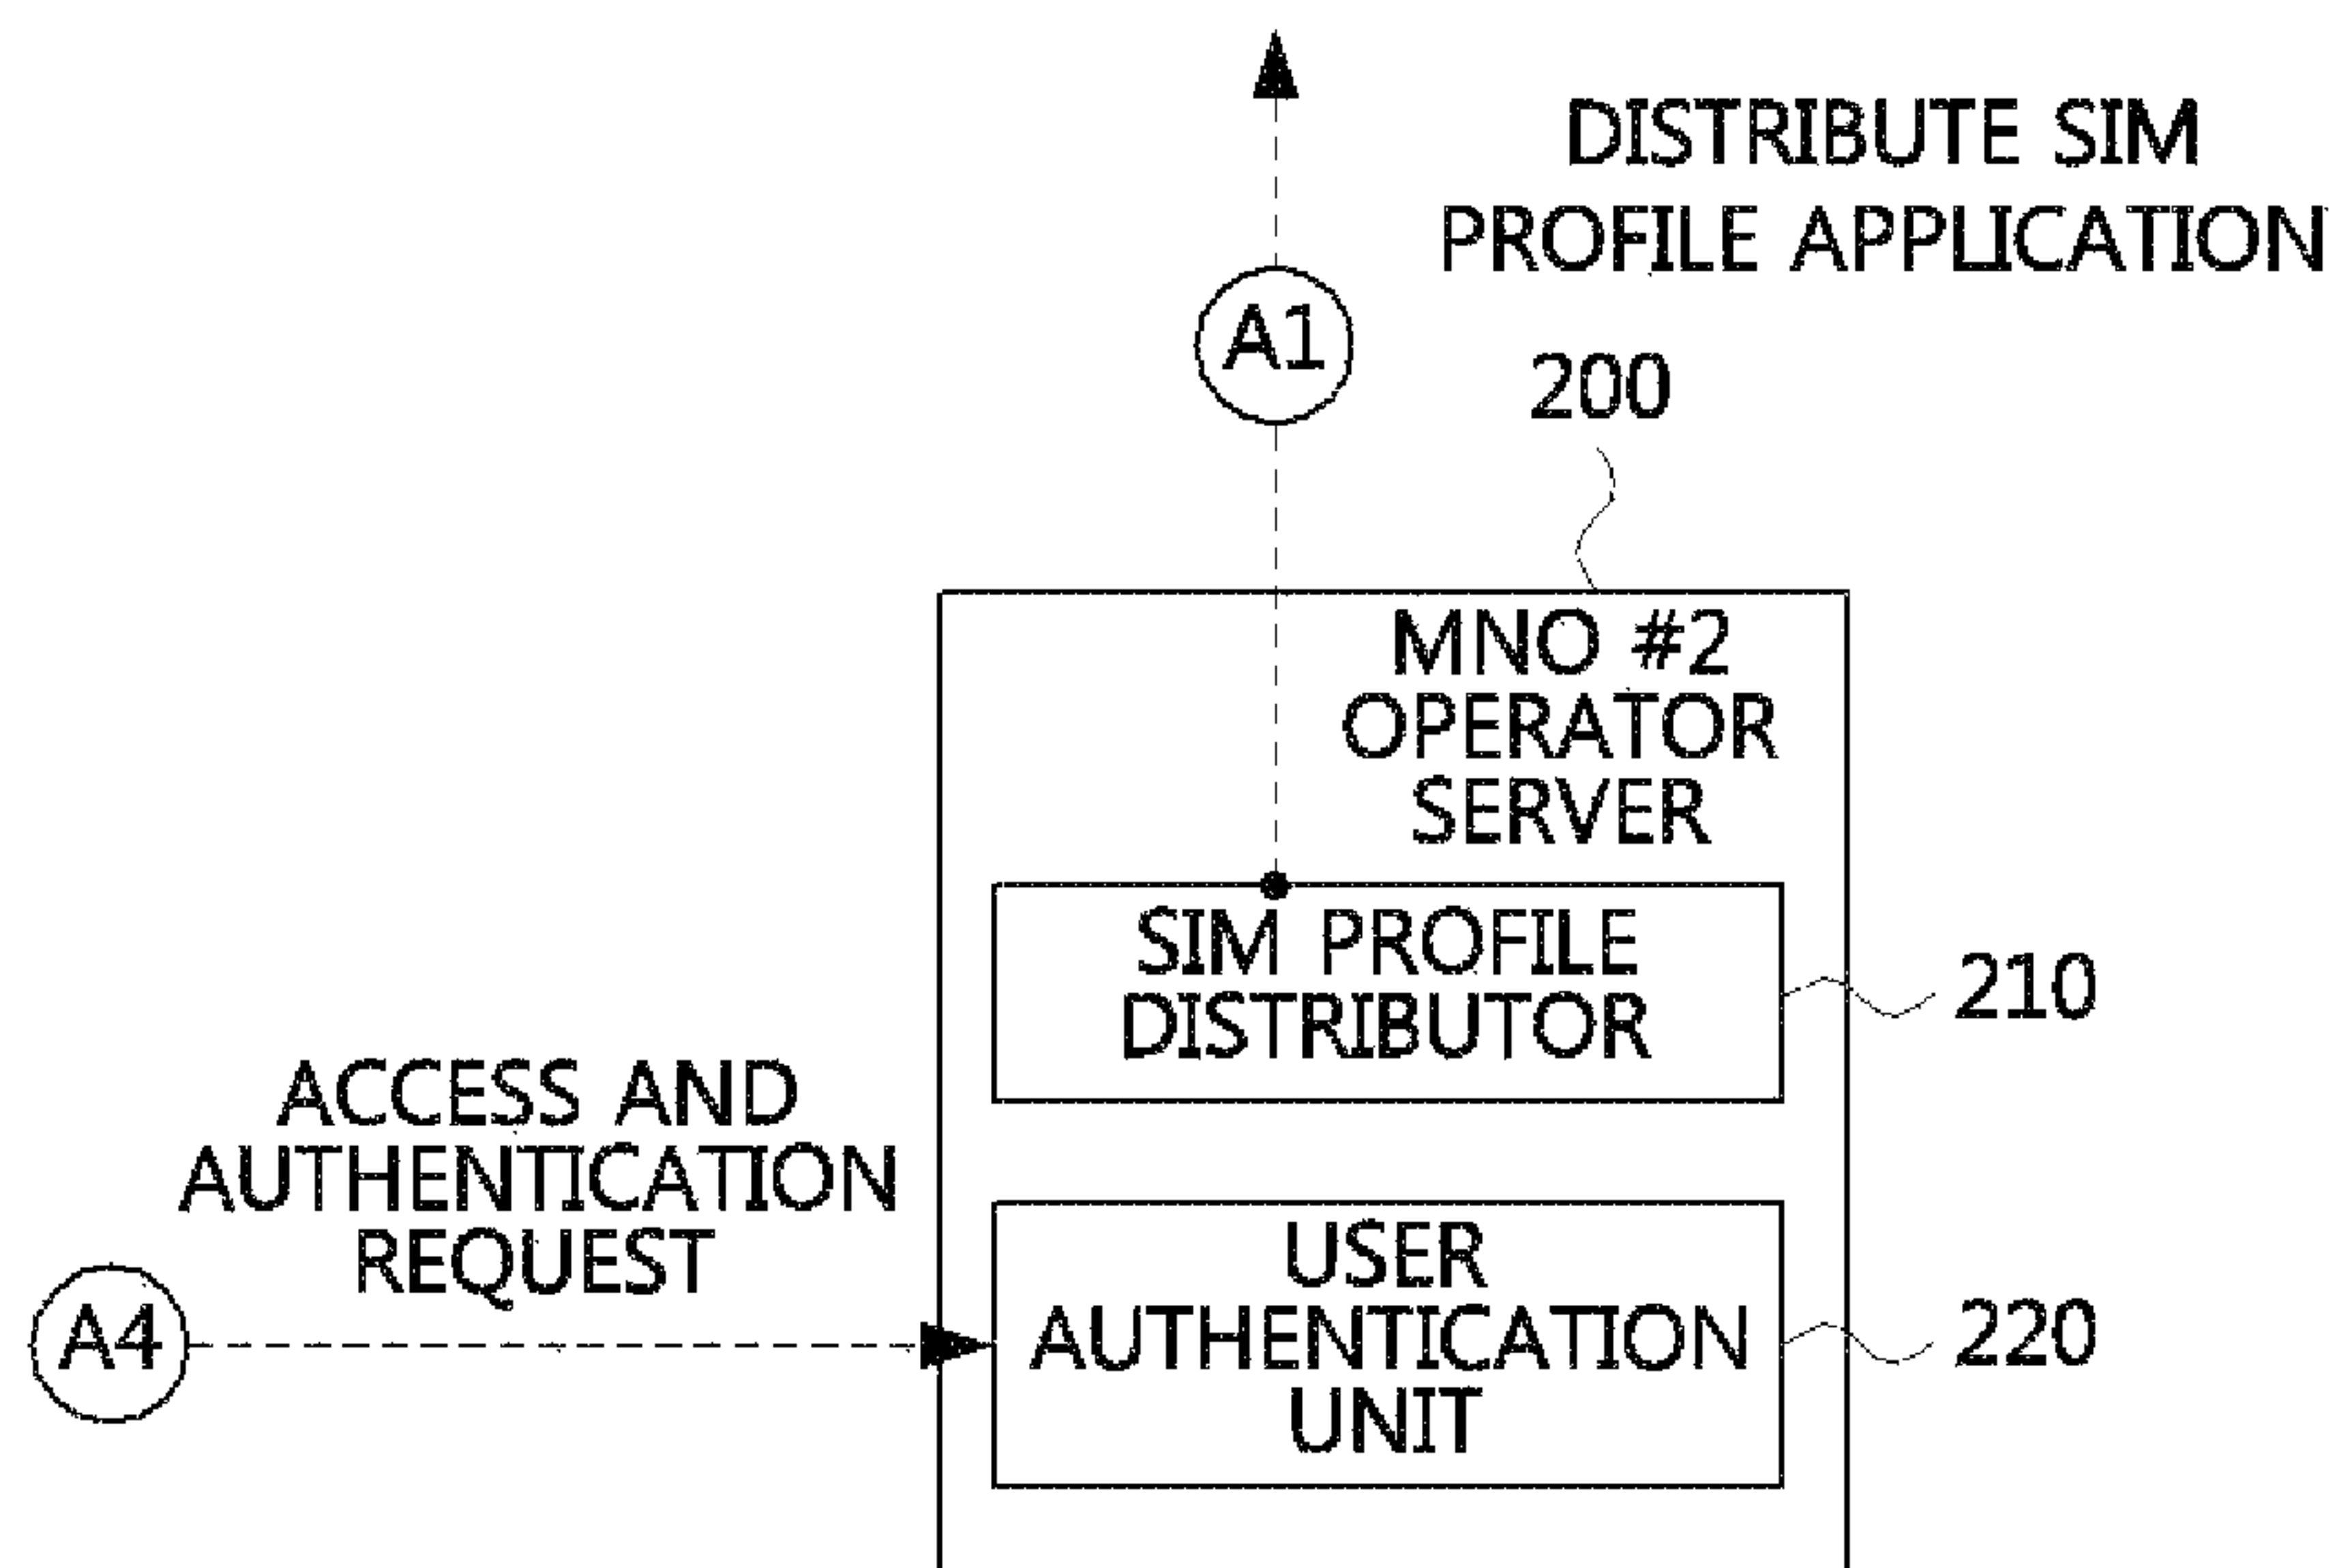 DISTRIBUTE SIM
PROFILE APPLICATION
A1
200
MNO #2
OPERATOR
SERVER
SIM PROFILE
DISTRIBUTOR
210
ACCESS AND
AUTHENTICATION
REQUEST
A4
USER
AUTHENTICATION
UNIT
220